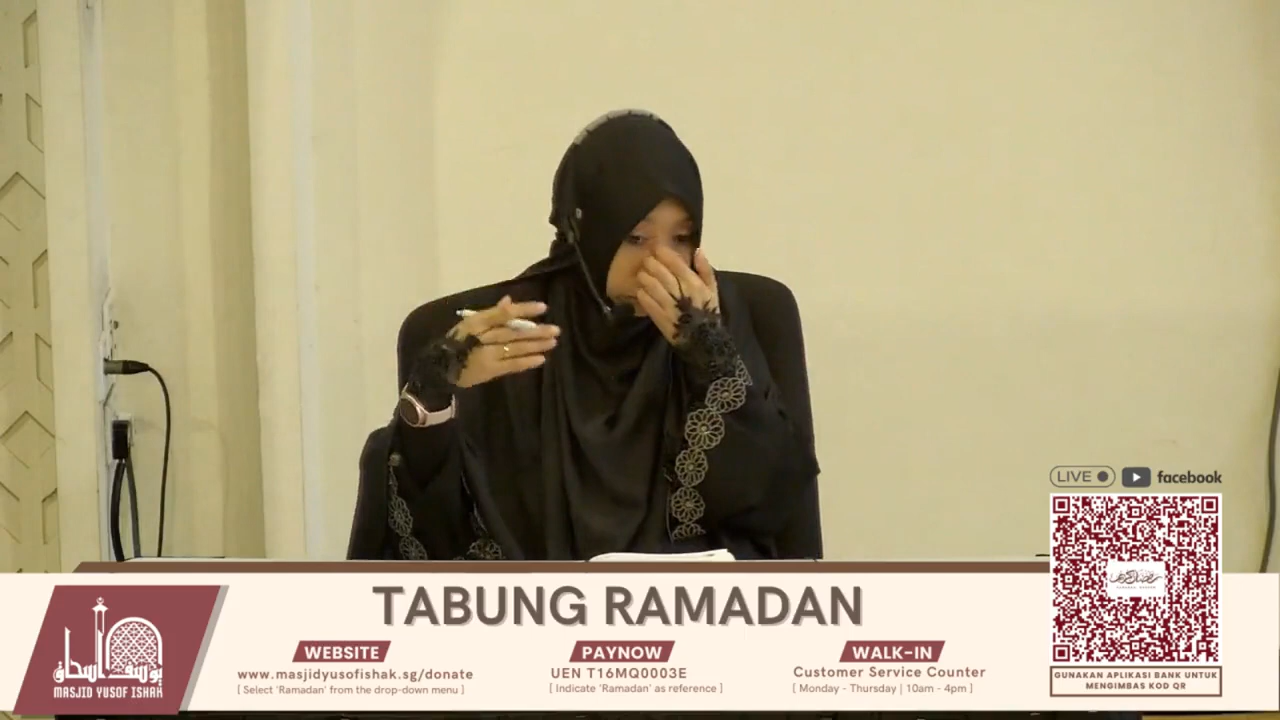 LIVE
facebook
TABUNG RAMADAN
WEBSITE
www.masjidyusofishak.sg/donate
[ Select 'Ramadan' from the drop-down menu ]
PAYNOW
UEN T16MQ0003E
[ Indicate 'Ramadan' as reference ]
WALK-IN
Customer Service Counter
[ Monday - Thursday | 10am - 4pm ]
MASJID YUSOF ISHAK
GUNAKAN APLIKASI BANK UNTUK
MENGIMBAS KOD QR